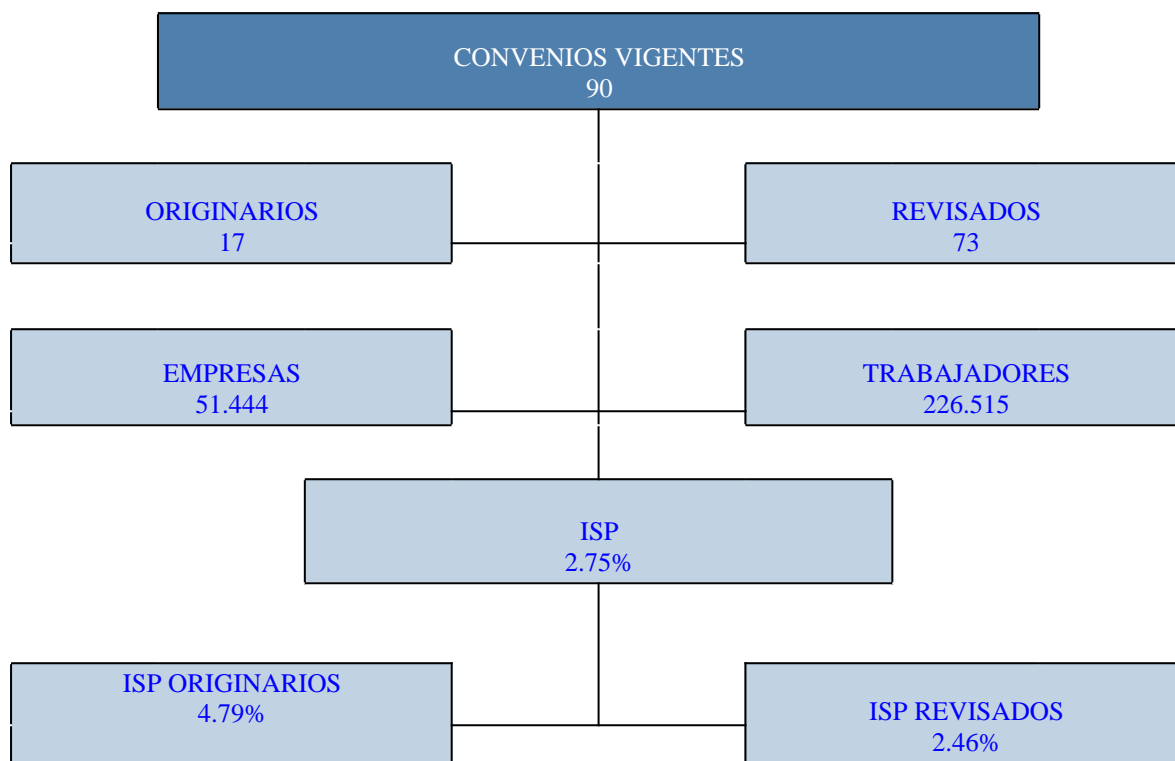 CONVENIOS VIGENTES
90
ORIGINARIOS
17
REVISADOS
73
EMPRESAS
51.444
TRABAJADORES
226.515
ISP
2.75%
ISP ORIGINARIOS
4.79%
ISP REVISADOS
2.46%